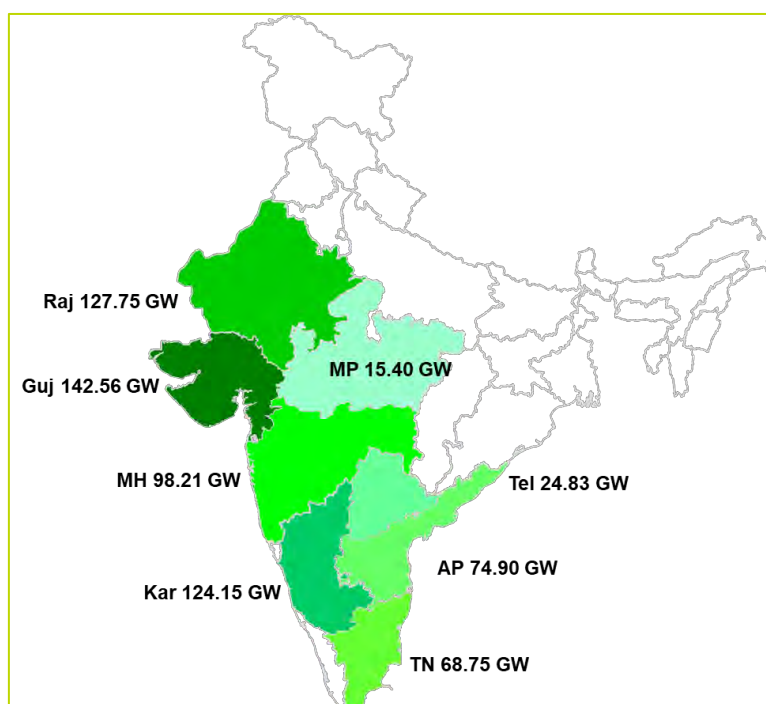 Raj 127.75 GW
MP 15.40 GW
Guj 142.56 GW
MH 98.21 GW
Tel 24.83 GW
AP 74.90 GW
Kar 124.15 GW
TN 68.75 GW